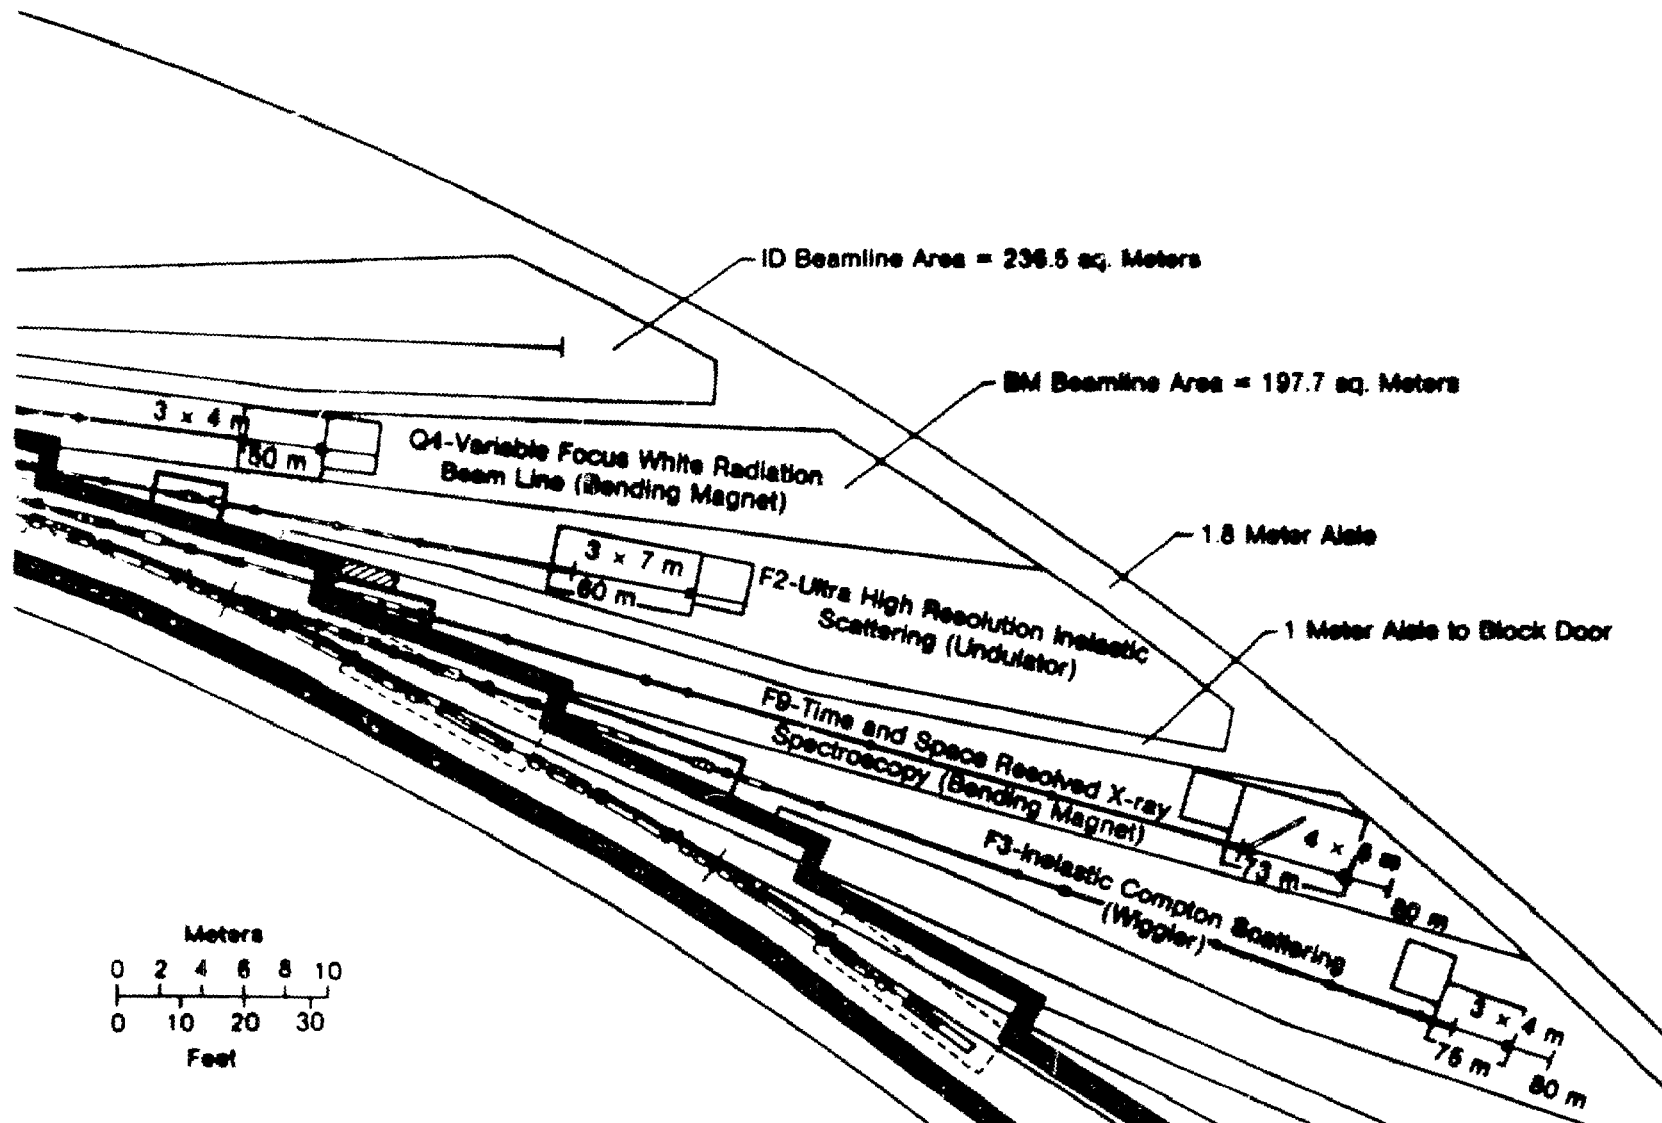 ID Beamline Area = 236.5 sq. Meters
BM Beamline Area = 197.7 sq. Meters
3 x 4 m
50 m
Q4-Variable Focus White Radiation
Beam Line (Bending Magnet)
1.8 Meter Aisle
3 x 7 m
60 m
F2-Ultra High Resolution Inelastic
Scattering (Undulator)
1 Meter Aisle to Block Door
F9-Time and Space Resolved X-ray
Spectroscopy (Bending Magnet)
4 x m
73 m
80 m
F3-Inelastic Compton Scattering
(Wiggler)
3 x 4 m
75 m
80 m
Meters
0 2 4 6 8 10
0 10 20 30
Feet